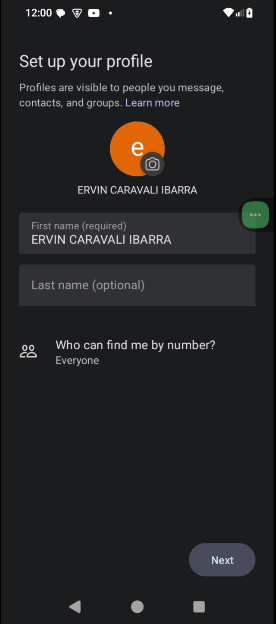 12:00
Set up your profile
Profiles are visible to people you message,
contacts, and groups. Learn more
e
ERVIN CARAVALI IBARRA
First name (required)
ERVIN CARAVALI IBARRA
Last name (optional)
Who can find me by number?
Everyone
Next